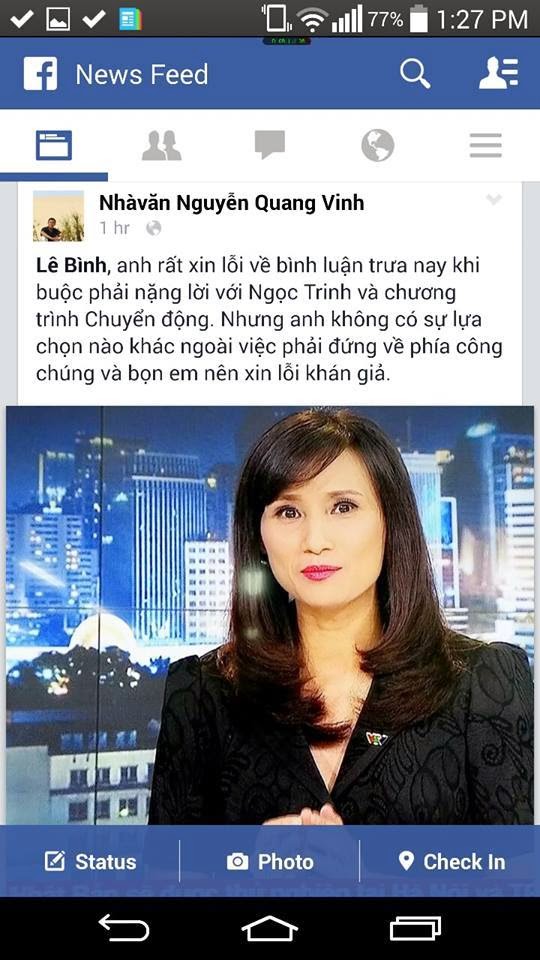 77% 1:27 PM
News Feed
Nhàvăn Nguyễn Quang Vinh
1 hr
Lê Bình, anh rất xin lỗi về bình luận trưa nay khi
buộc phải nặng lời với Ngọc Trinh và chương
trình Chuyển động. Nhưng anh không có sự lựa
chọn nào khác ngoài việc phải đứng về phía công
chúng và bọn em nên xin lỗi khán giả.
VTV
Status Photo Check In